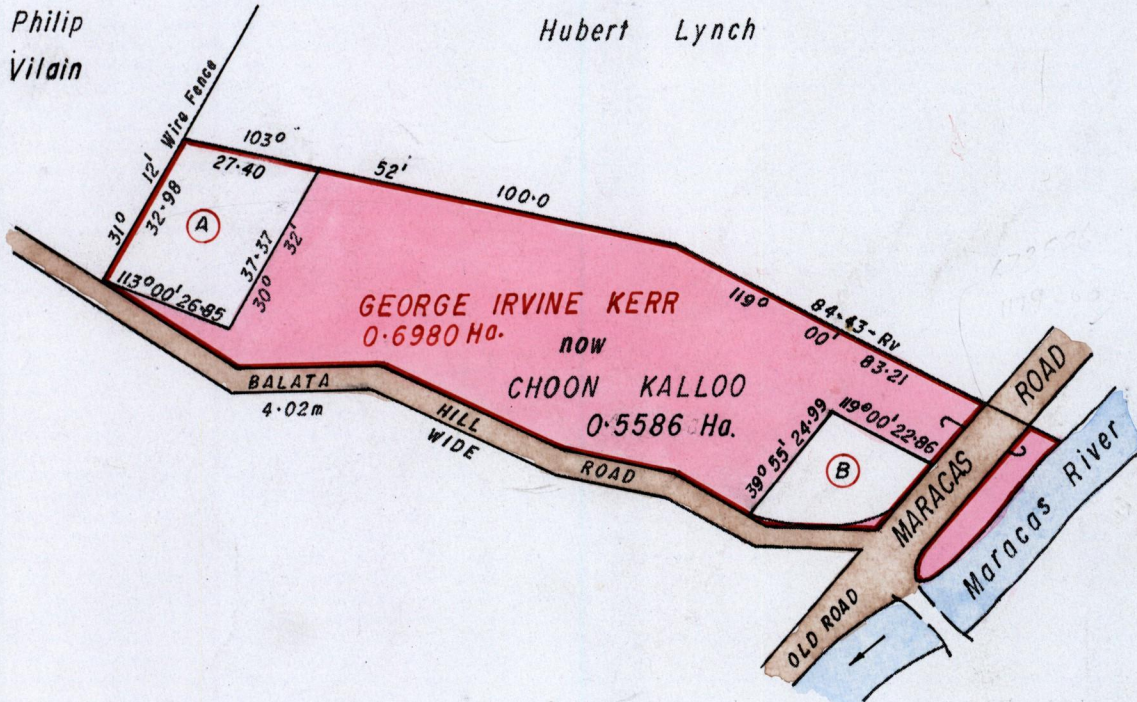 Philip
Vilain
Hubert Lynch
12' Wire Fence
103°
27·40
52'
100·0
31°
32·98
A
37·37
30° 32'
113°00'26·85
GEORGE IRVINE KERR
0·6980 Ha.
now
CHOON KALLOO
0·5586 Ha.
119°
00'
84·43-RV
83·21
BALATA
4·02m
HILL
WIDE
ROAD
39° 55' 24·99
119°00'22·86
B
MARACAS ROAD
Maracas River
OLD ROAD